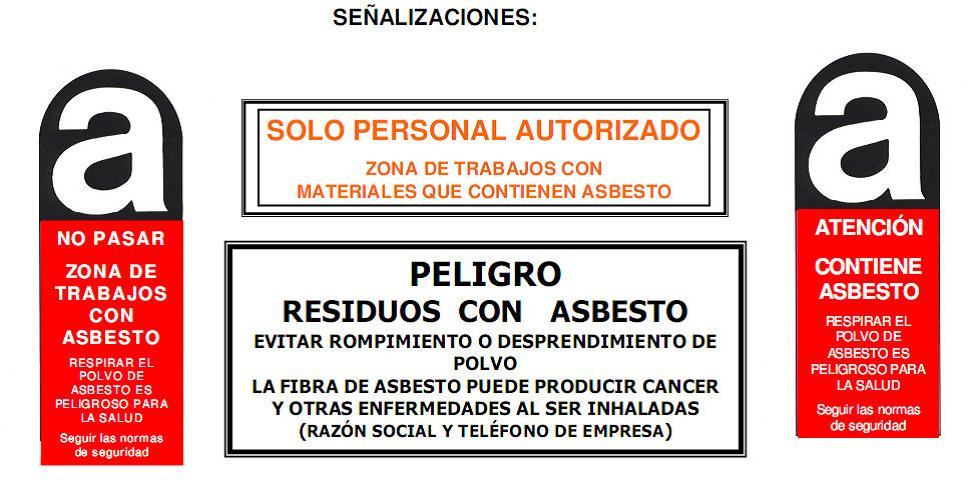 SEÑALIZACIONES:
a
NO PASAR
ZONA DE
TRABAJOS
CON
ASBESTO
RESPIRAR EL
POLVO DE
ASBESTO ES
PELIGROSO PARA
LA SALUD
Seguir las normas
de seguridad
SOLO PERSONAL AUTORIZADO
ZONA DE TRABAJOS CON
MATERIALES QUE CONTIENEN ASBESTO
PELIGRO
RESIDUOS CON ASBESTO
EVITAR ROMPIMIENTO O DESPRENDIMIENTO DE
POLVO
LA FIBRA DE ASBESTO PUEDE PRODUCIR CANCER
Y OTRAS ENFERMEDADES AL SER INHALADAS
(RAZÓN SOCIAL Y TELÉFONO DE EMPRESA)
a
ATENCIÓN
CONTIENE
ASBESTO
RESPIRAR EL
POLVO DE
ASBESTO ES
PELIGROSO PARA
LA SALUD
Seguir las normas
de seguridad